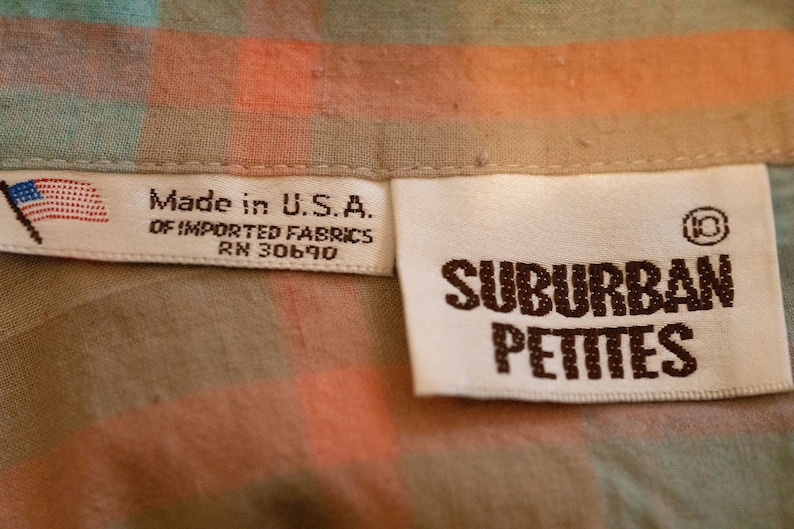 Made in U.S.A.
OF IMPORTED FABRICS
RN 30690
10
SUBURBAN
PETITES